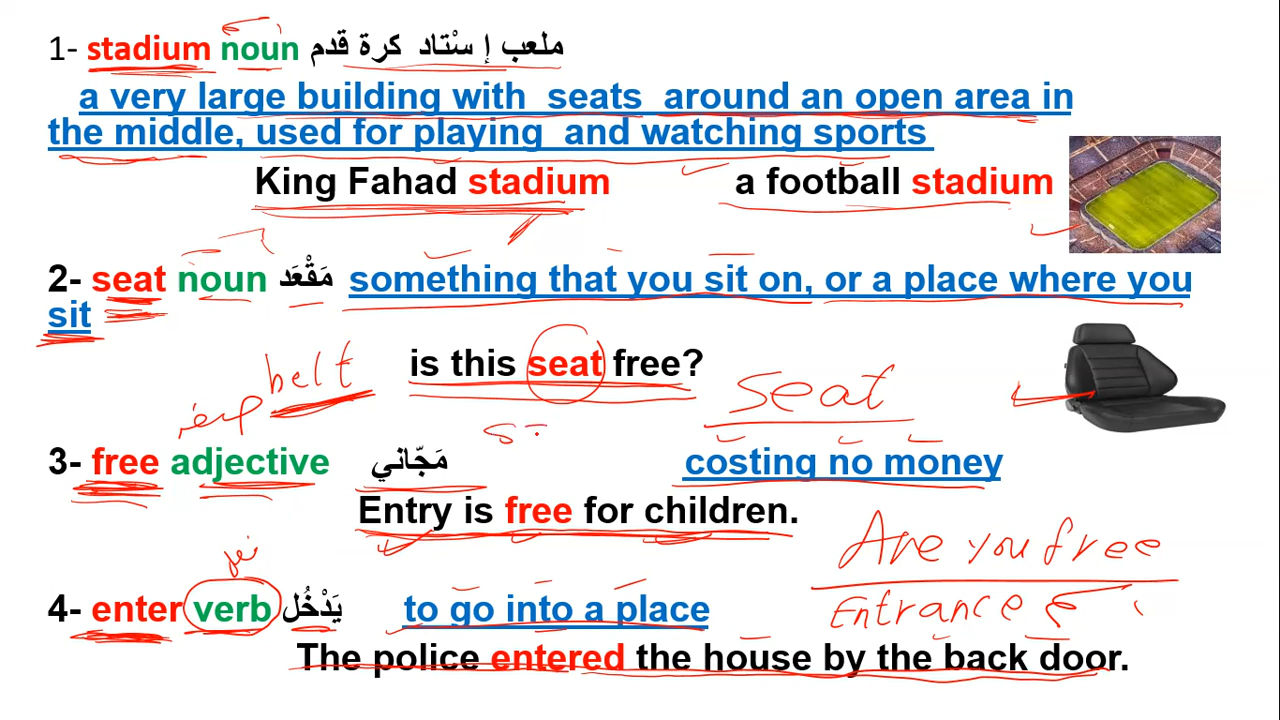 1- stadium noun ملعب إ سْتاد كرة قدم
a very large building with seats around an open area in
the middle, used for playing and watching sports
King Fahad stadium a football stadium
2- seat noun مَقْعَد something that you sit on, or a place where you
sit
belt is this seat free?
seat
3- free adjective مَجّاني costing no money
Entry is free for children.
Are you free
4- enter verb يَدْخُل to go into a place
Entrance
The police entered the house by the back door.